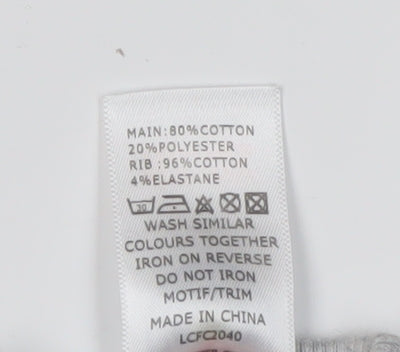 MAIN:80%COTTON
20%POLYESTER
RIB :96%COTTON
4%ELASTANE
30
WASH SIMILAR
COLOURS TOGETHER
IRON ON REVERSE
DO NOT IRON
MOTIF/TRIM
MADE IN CHINA
LCFC2040